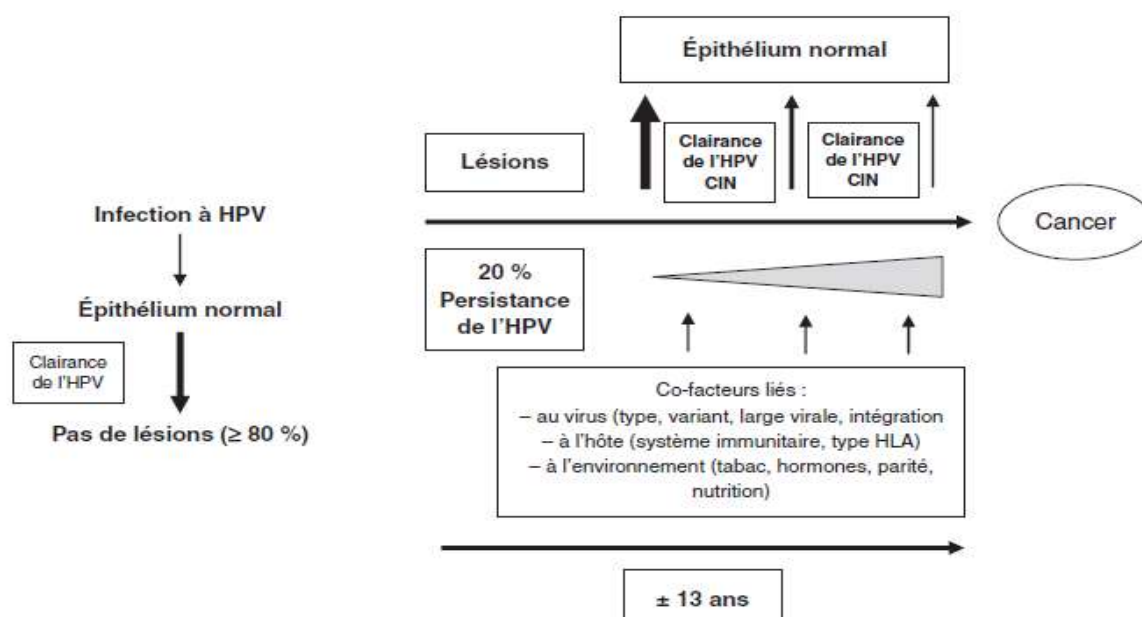 Infection à HPV
Épithélium normal
Clairance
de l'HPV
Pas de lésions (≥ 80 %)
Épithélium normal
Lésions
Clairance
de l'HPV
CIN
Clairance
de l'HPV
CIN
Cancer
20 %
Persistance
de l'HPV
Co-facteurs liés :
– au virus (type, variant, large virale, intégration
– à l'hôte (système immunitaire, type HLA)
– à l'environnement (tabac, hormones, parité,
nutrition)
± 13 ans